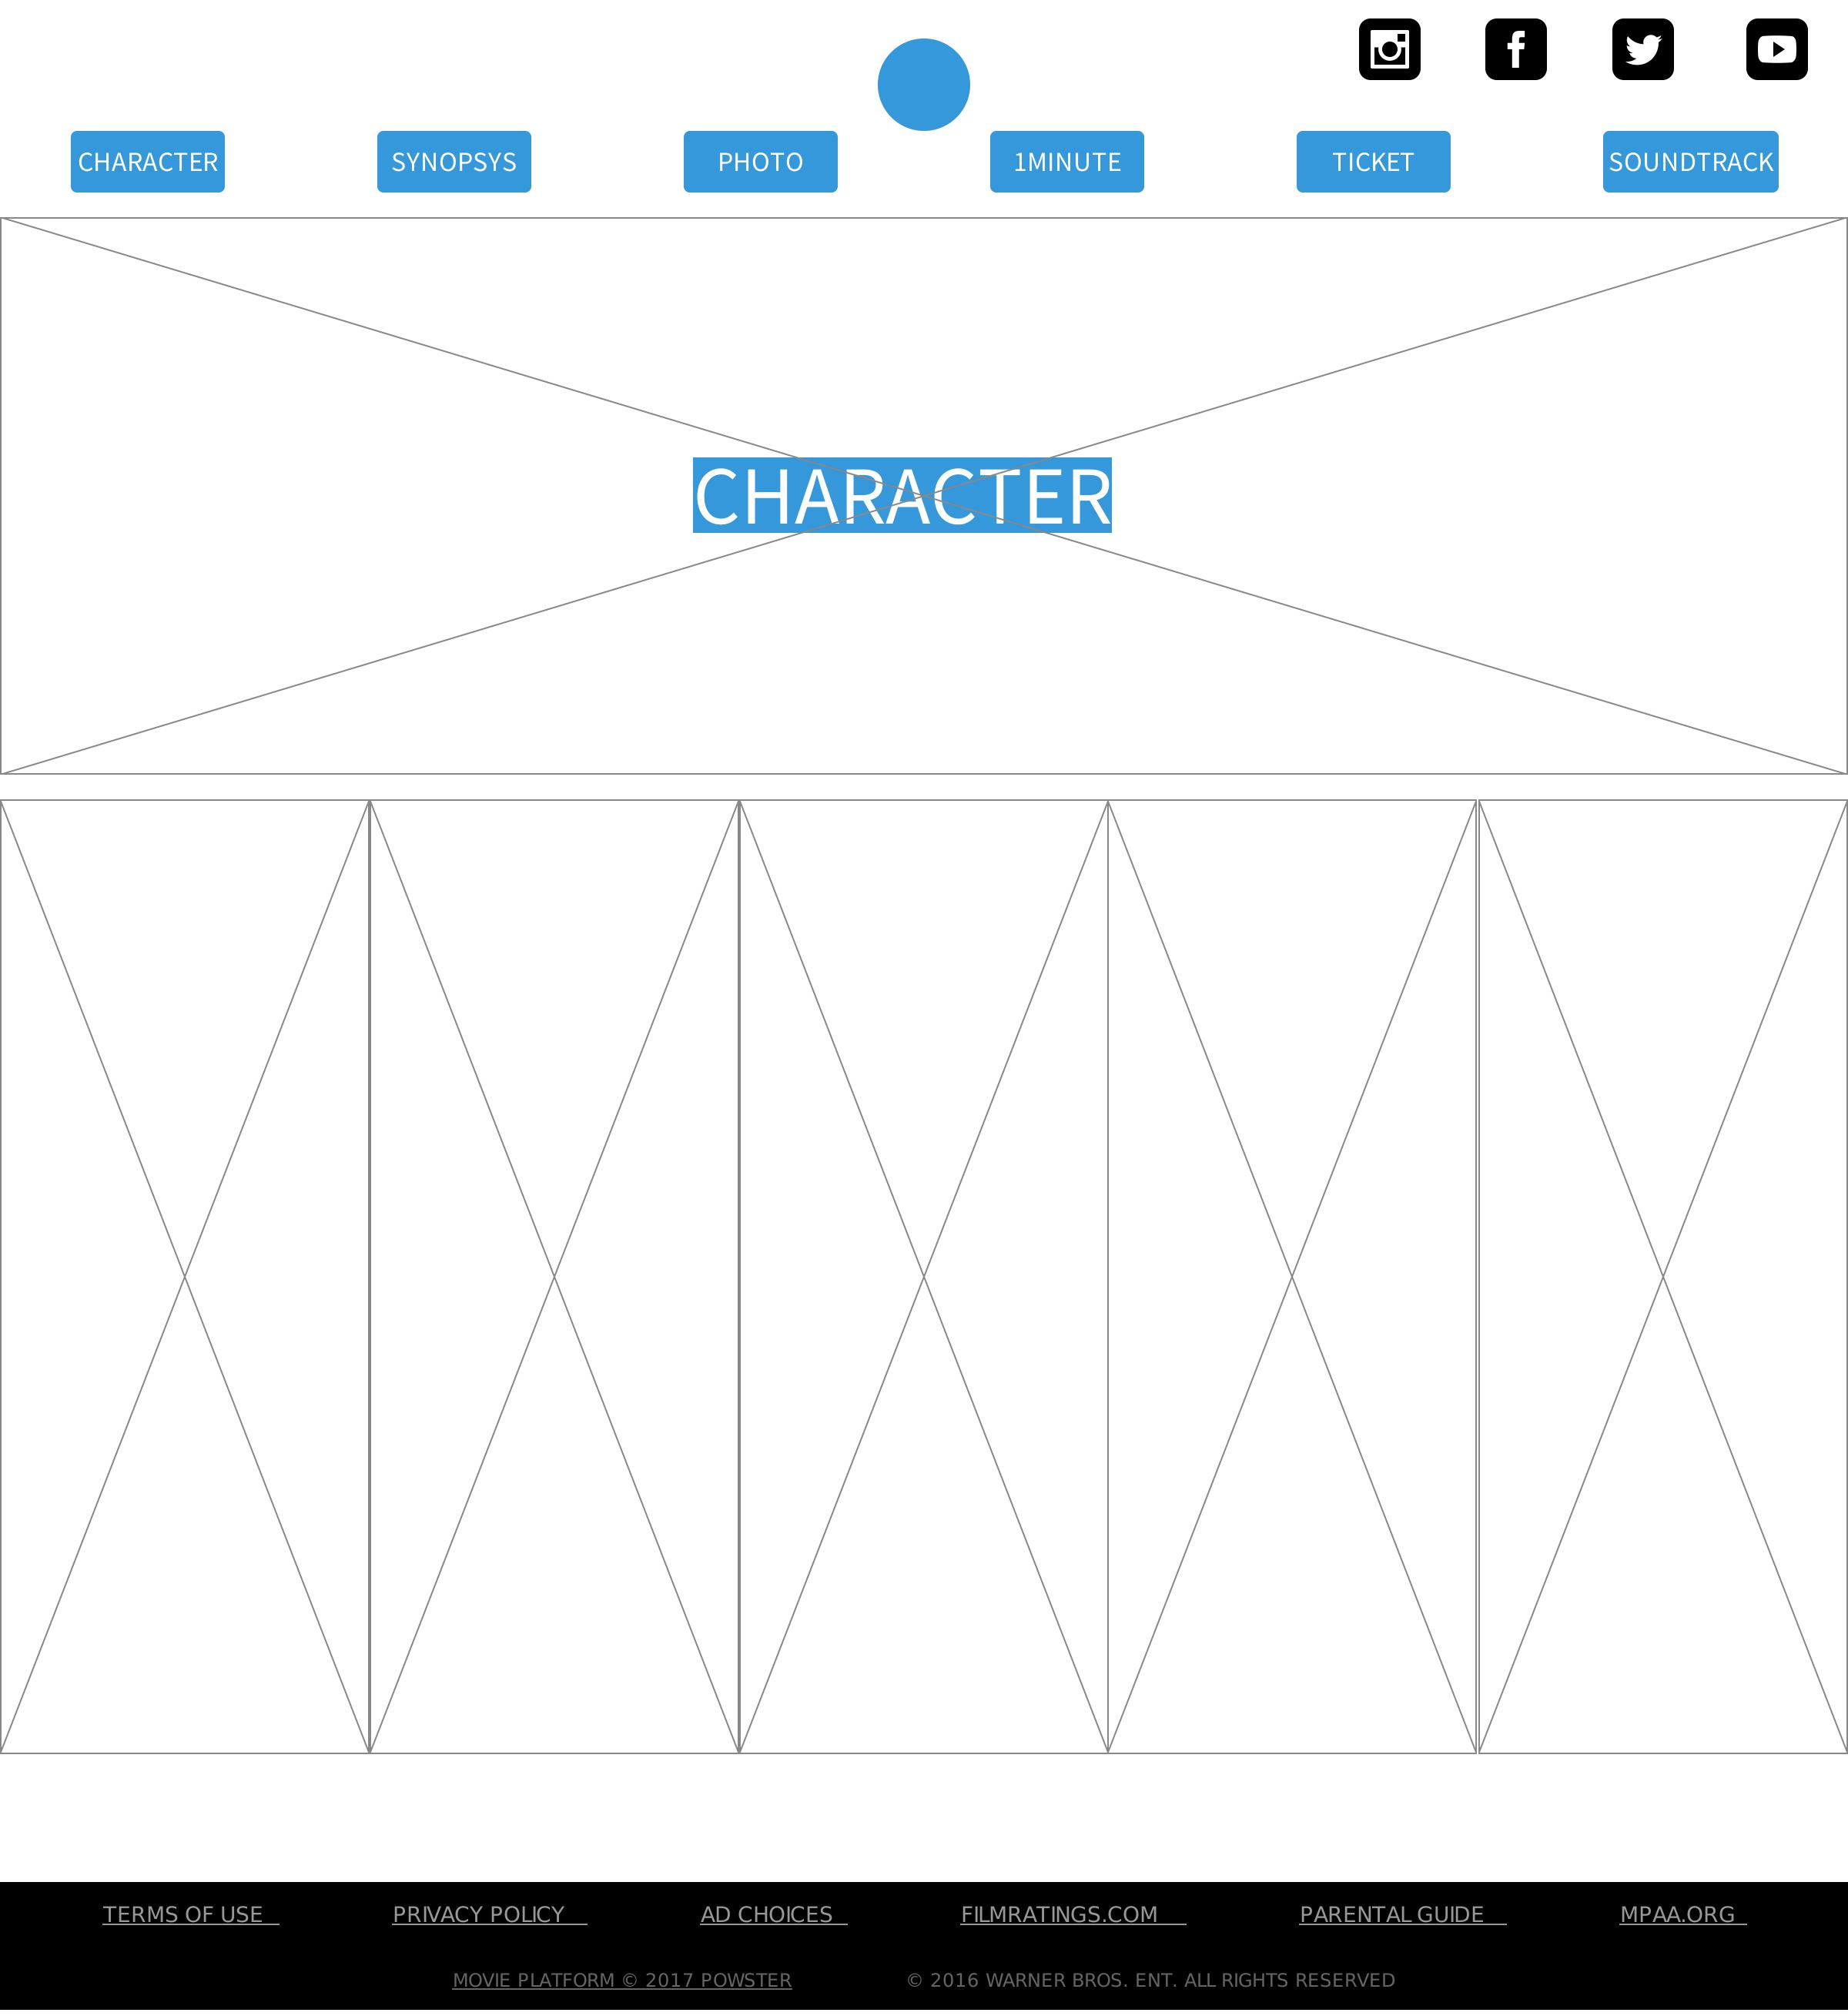 CHARACTER SYNOPSYS PHOTO 1MINUTE TICKET SOUNDTRACK
CHARACTER
TERMS OF USE PRIVACY POLICY AD CHOICES FILMRATINGS.COM PARENTAL GUIDE MPAA.ORG
MOVIE PLATFORM © 2017 POWSTER © 2016 WARNER BROS. ENT. ALL RIGHTS RESERVED